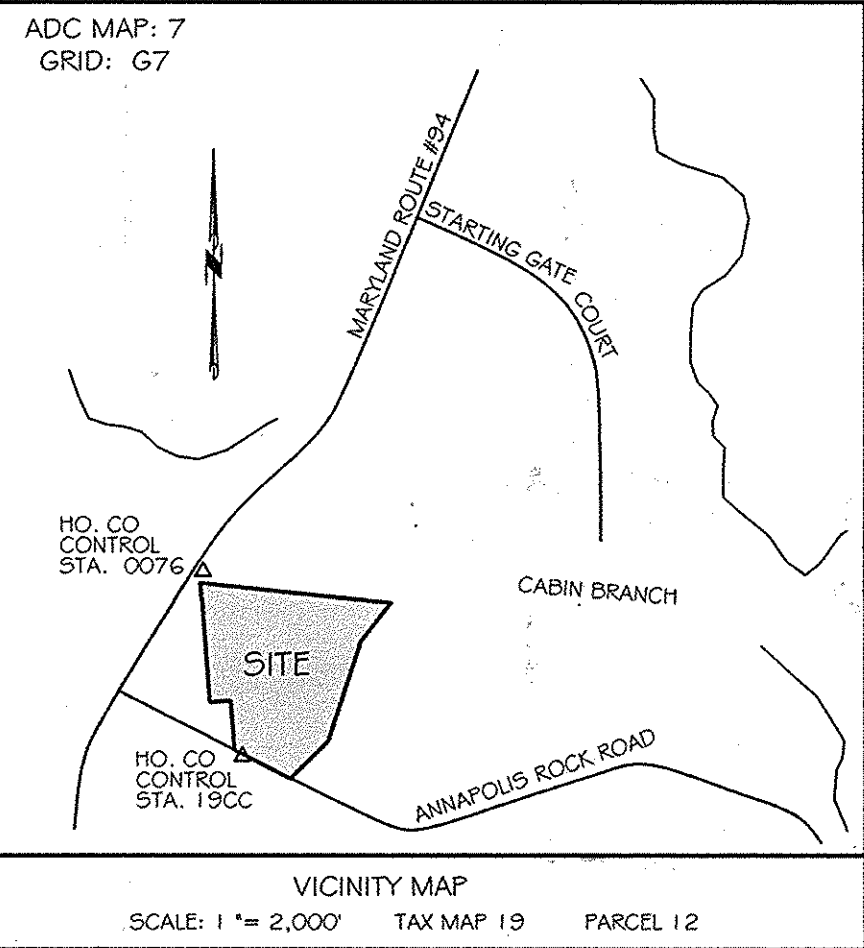 ADC MAP: 7
GRID: G7
N
MARYLAND ROUTE #94
STARTING GATE COURT
HO. CO
CONTROL
STA. 0076
CABIN BRANCH
SITE
HO. CO
CONTROL
STA. 19CC
ANNAPOLIS ROCK ROAD
VICINITY MAP
SCALE: 1 "= 2,000' TAX MAP 19 PARCEL 12